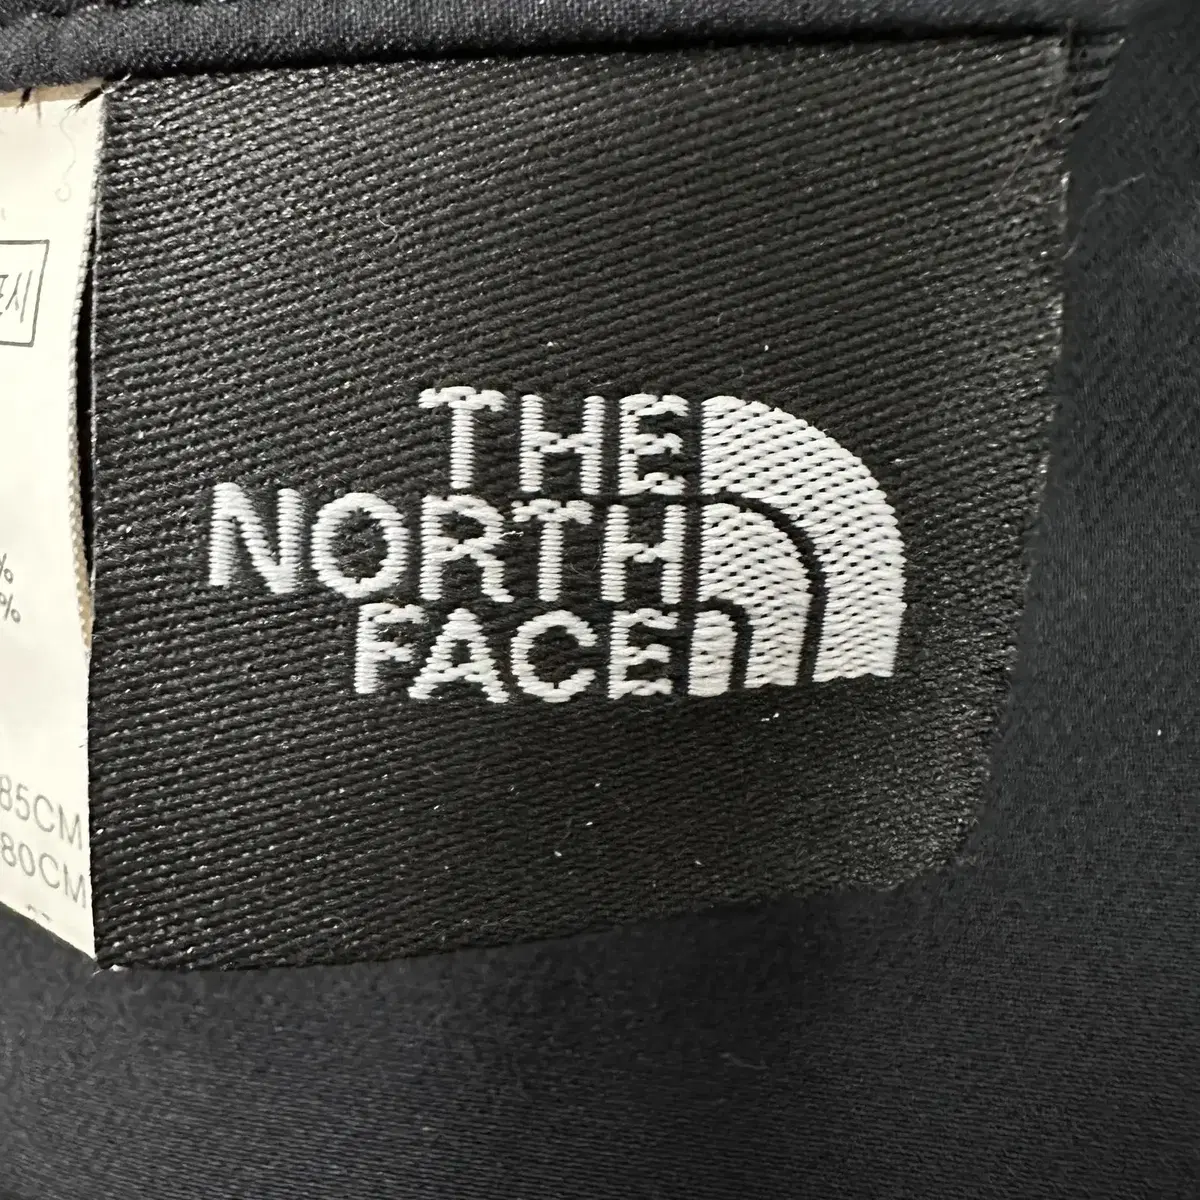 THE
NORTH
FACE
%
%
85CM
80CM